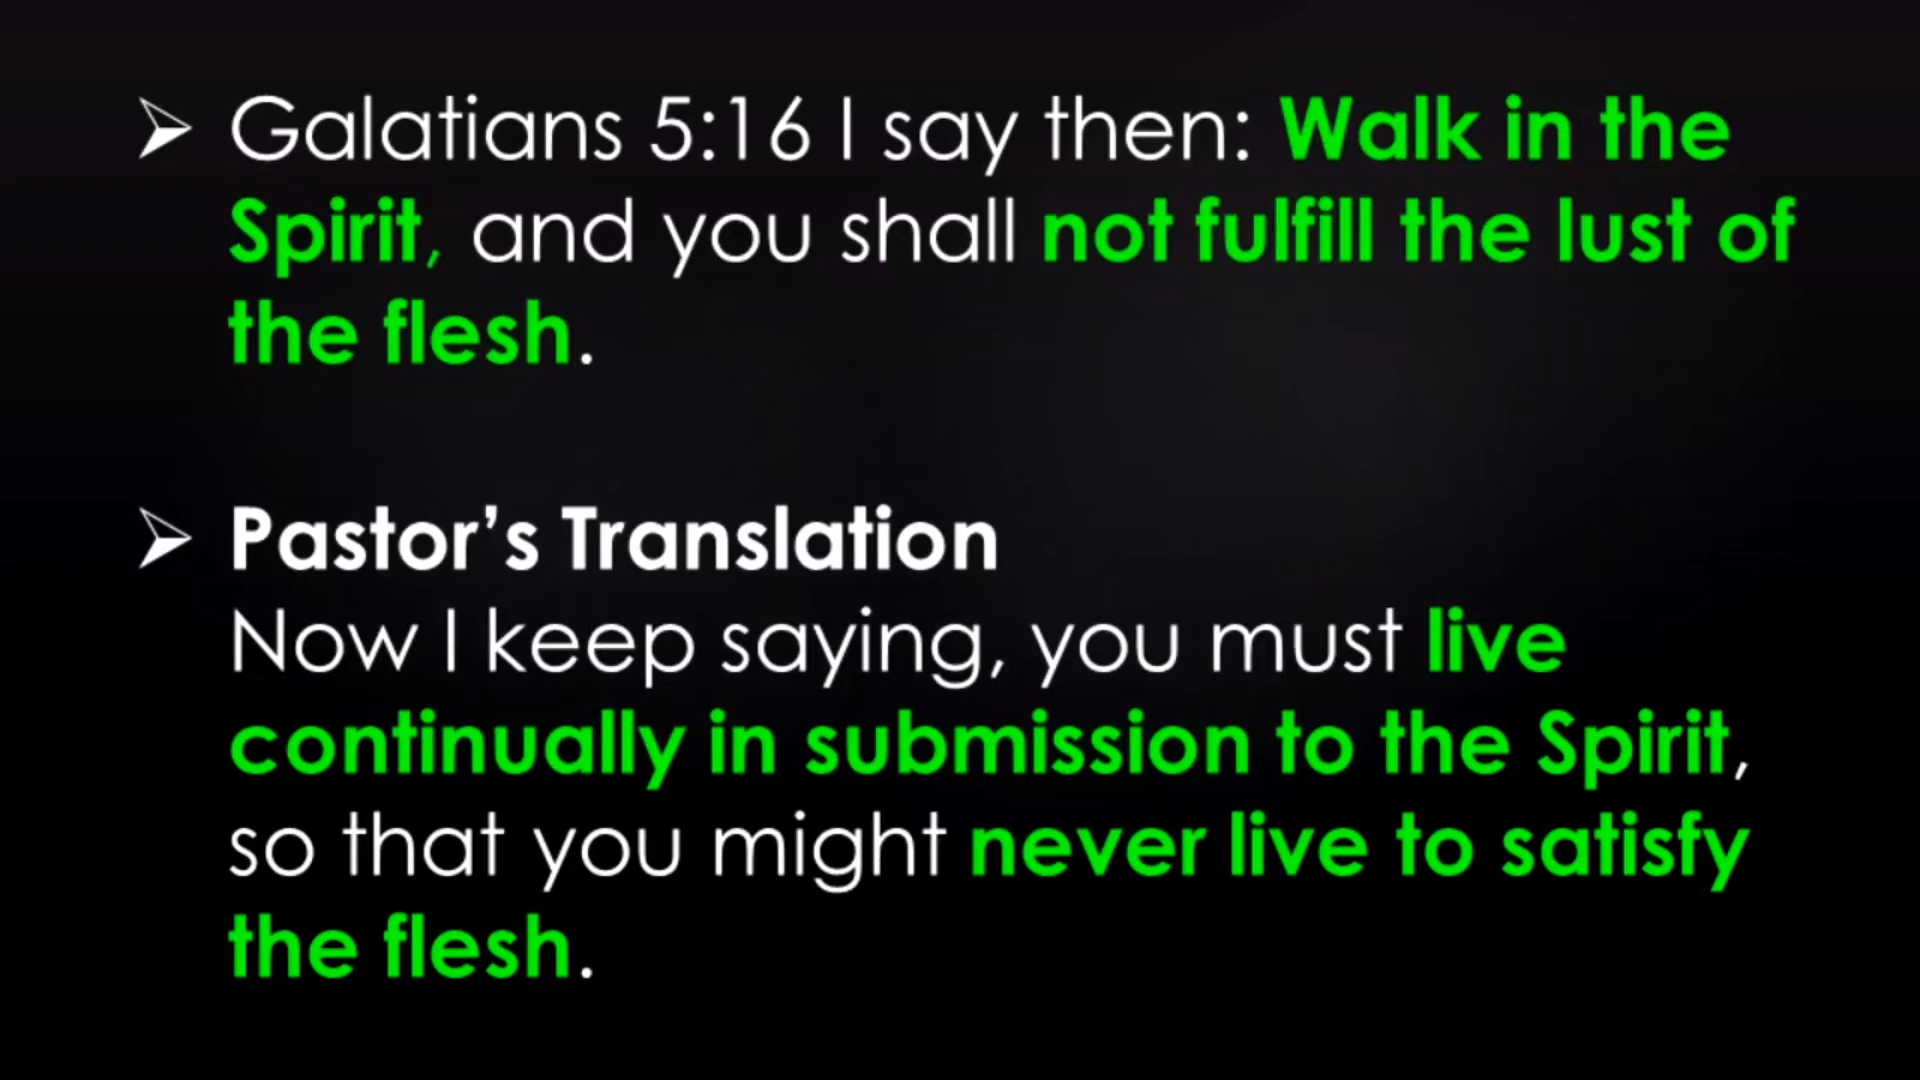 ➢ Galatians 5:16 I say then: Walk in the
Spirit, and you shall not fulfill the lust of
the flesh.
➢ Pastor’s Translation
Now I keep saying, you must live
continually in submission to the Spirit,
so that you might never live to satisfy
the flesh.